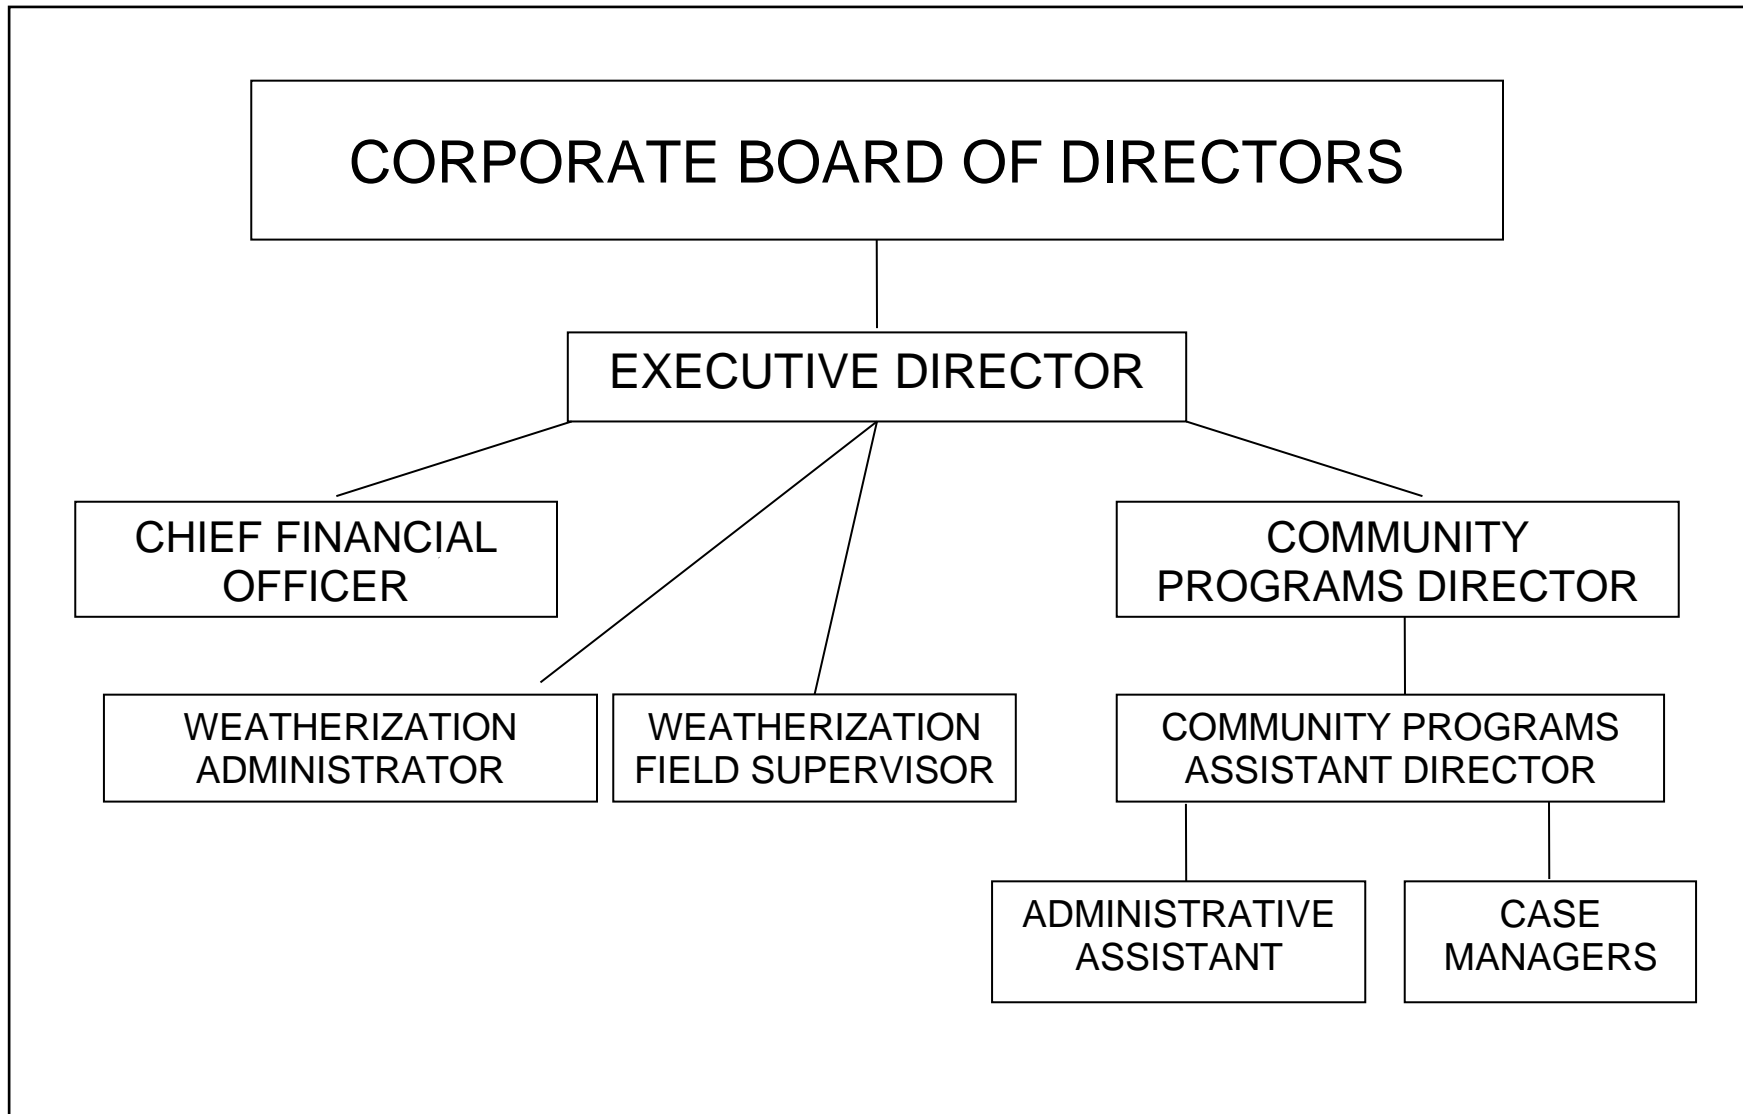 CORPORATE BOARD OF DIRECTORS
EXECUTIVE DIRECTOR
CHIEF FINANCIAL
OFFICER
COMMUNITY
PROGRAMS DIRECTOR
WEATHERIZATION
ADMINISTRATOR
WEATHERIZATION
FIELD SUPERVISOR
COMMUNITY PROGRAMS
ASSISTANT DIRECTOR
ADMINISTRATIVE
ASSISTANT
CASE
MANAGERS